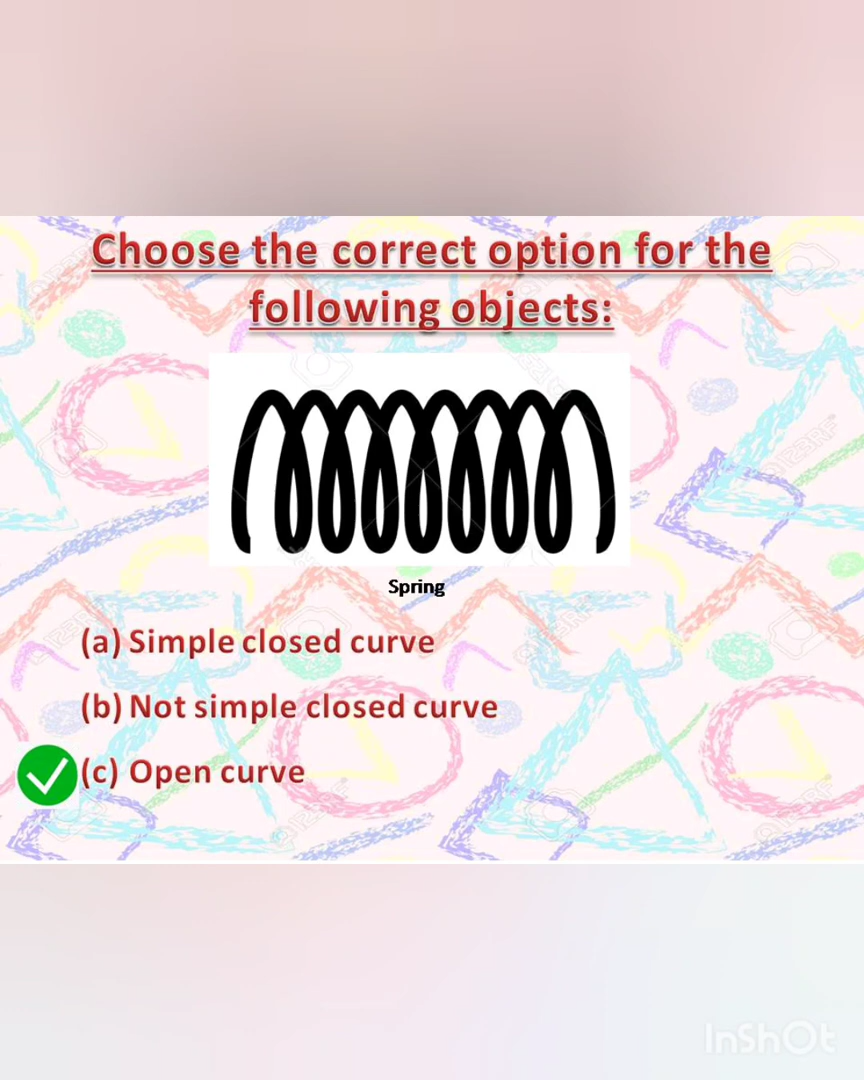 Choose the correct option for the
following objects:
Spring
(a) Simple closed curve
(b) Not simple closed curve
(c) Open curve
InShOt